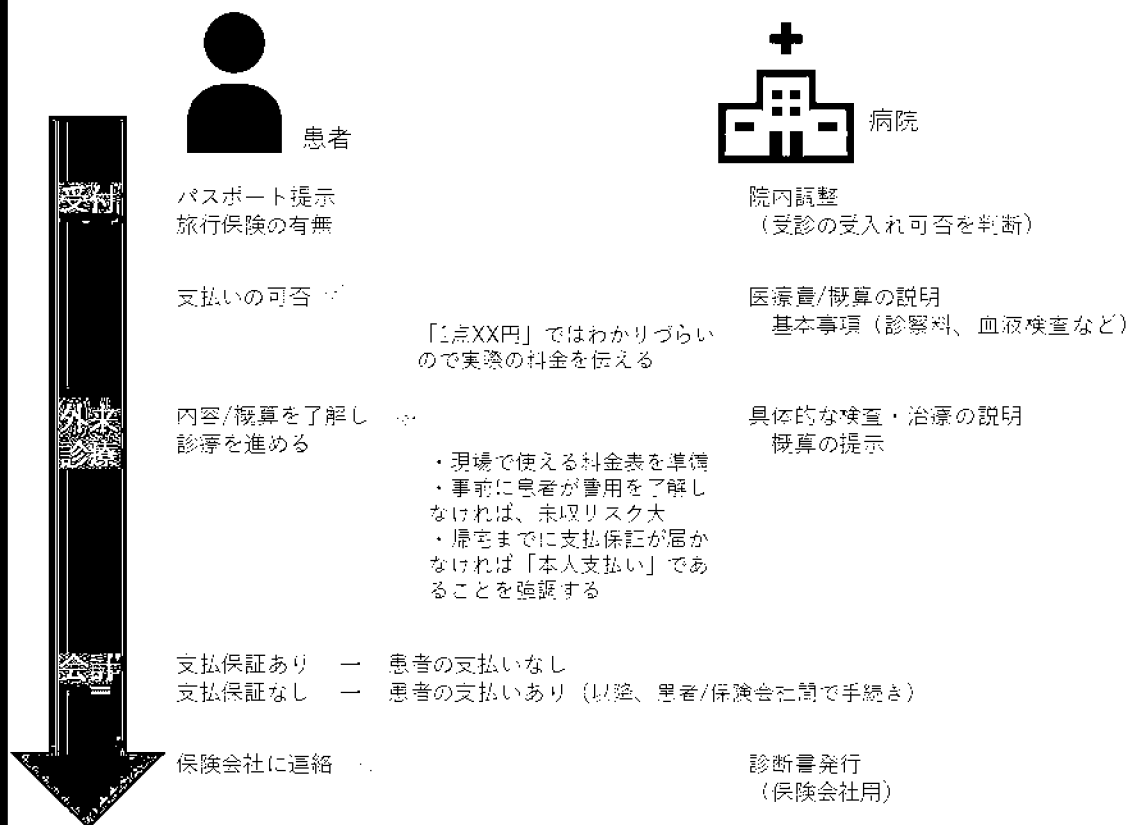 患者
病院
受付
パスポート提示
旅行保険の有無
院内調整
（受診の受入れ可否を判断）
支払いの可否
医療費/概算の説明
基本事項（診察料、血液検査など）
「1点XX円」ではわかりづらい
ので実際の料金を伝える
外来
診療
内容/概算を了解し
診療を進める
具体的な検査・治療の説明
概算の提示
・現場で使える料金表を準備
・事前に患者が費用を了解し
なければ、未収リスク大
・帰宅までに支払保証が届か
なければ「本人支払い」であ
ることを強調する
会計
支払保証あり　ー　患者の支払いなし
支払保証なし　ー　患者の支払いあり（以降、患者/保険会社間で手続き）
保険会社に連絡
診断書発行
（保険会社用）